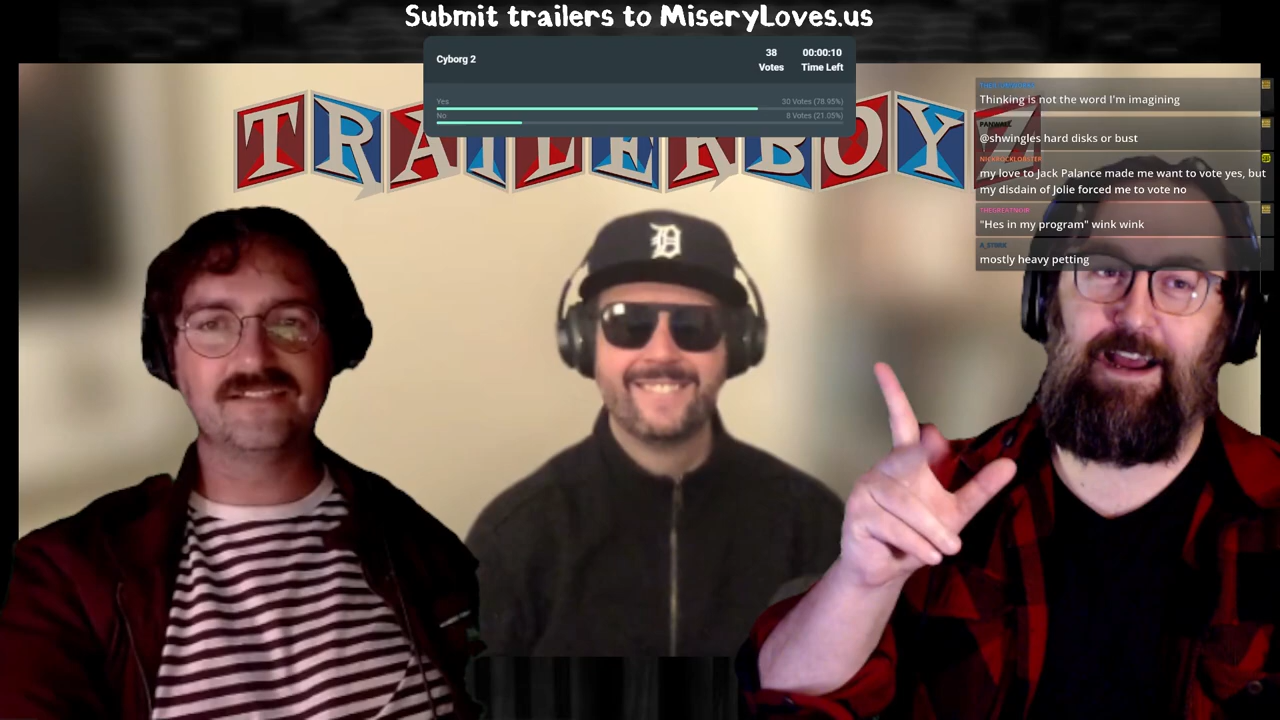 Submit trailers to MiseryLoves.us
Cyborg 2
38
Votes
00:00:10
Time Left
Yes
30 Votes (78.95%)
No
8 Votes (21.05%)
TRAILERBOYZ
Thinking is not the word I'm imagining
@shwingles hard disks or bust
NICKROCKLOBSTER
my love to Jack Palance made me want to vote yes, but
my disdain of Jolie forced me to vote no
THEGREATNOIR
"Hes in my program" wink wink
mostly heavy petting
D